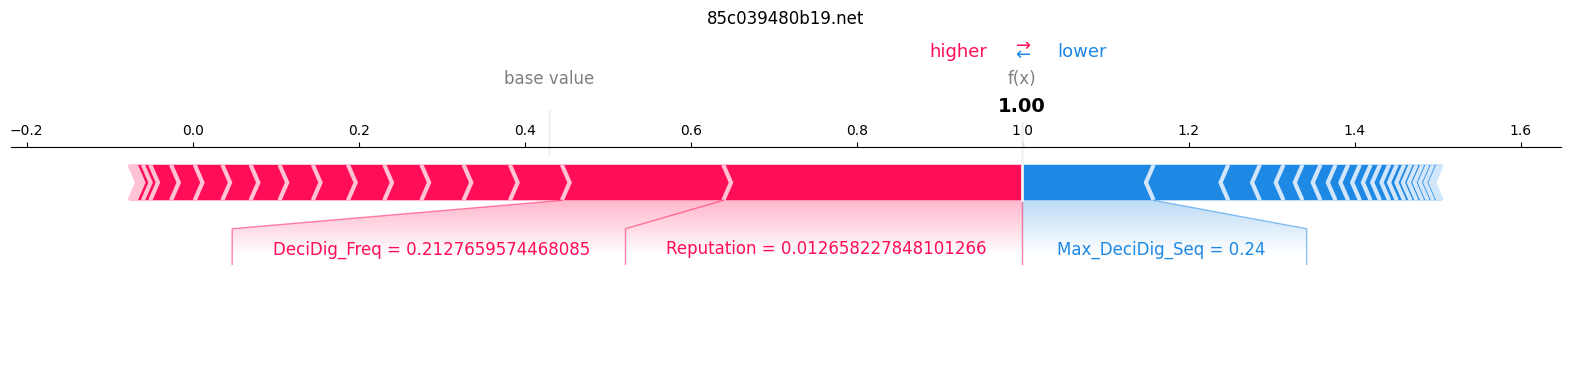 85c039480b19.net
higher ⇄ lower
base value f(x)
1.00
−0.2 0.0 0.2 0.4 0.6 0.8 1.0 1.2 1.4 1.6
DeciDig_Freq = 0.2127659574468085 Reputation = 0.012658227848101266 Max_DeciDig_Seq = 0.24